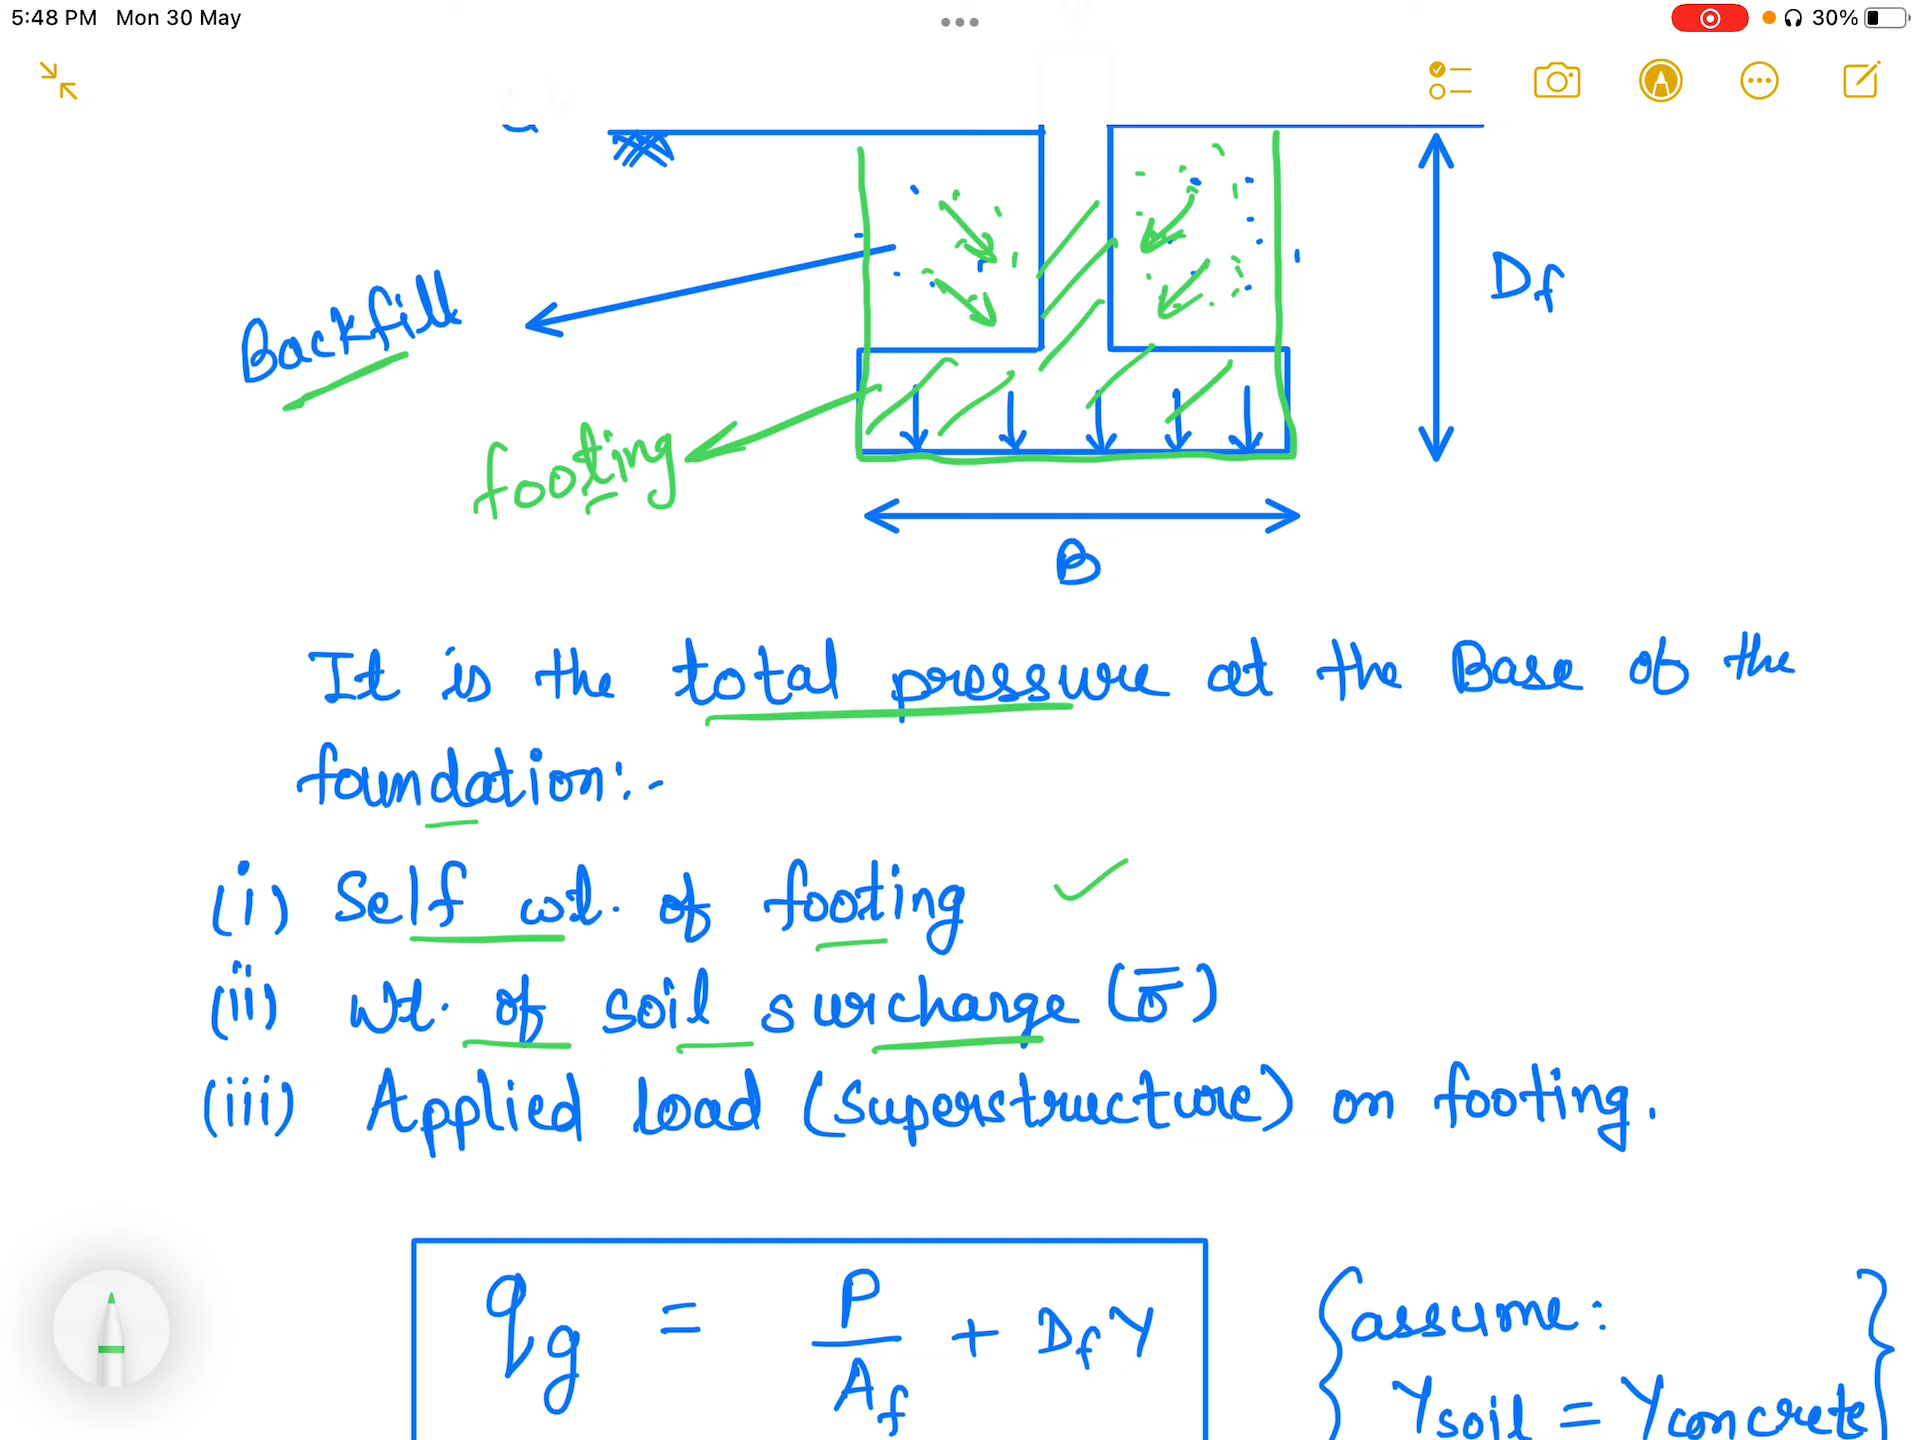 5:48 PM Mon 30 May
30%
Df
Backfill
footing
B
It is the total pressure at the Base of the
foundation:-
(i) Self wt. of footing ✓
(ii) Wt. of soil surcharge (σ̅)
(iii) Applied load (superstructure) on footing.
qg = P/Af + Dfγ
{assume:
γsoil = γconcrete}